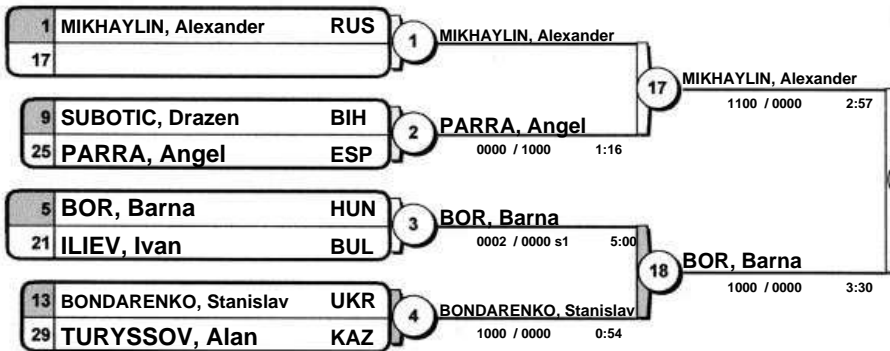 1 MIKHAYLIN, Alexander RUS
17
1 MIKHAYLIN, Alexander
9 SUBOTIC, Drazen BIH
25 PARRA, Angel ESP
2 PARRA, Angel
0000 / 1000 1:16
17 MIKHAYLIN, Alexander
1100 / 0000 2:57
5 BOR, Barna HUN
21 ILIEV, Ivan BUL
3 BOR, Barna
0002 / 0000 s1 5:00
13 BONDARENKO, Stanislav UKR
29 TURYSSOV, Alan KAZ
4 BONDARENKO, Stanislav
1000 / 0000 0:54
18 BOR, Barna
1000 / 0000 3:30